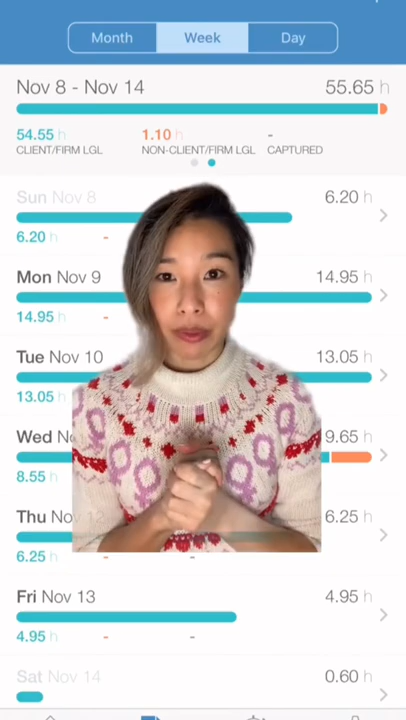 Month Week Day
Nov 8 - Nov 14 55.65 h
54.55 h 1.10 h -
CLIENT/FIRM LGL NON-CLIENT/FIRM LGL CAPTURED
Sun Nov 8 6.20 h
6.20 h -
Mon Nov 9 14.95 h
14.95 h -
Tue Nov 10 13.05 h
13.05 h
Wed 9.65 h
8.55 h
Thu Nov 12 6.25 h
6.25 h - -
Fri Nov 13 4.95 h
4.95 h - -
Sat Nov 14 0.60 h